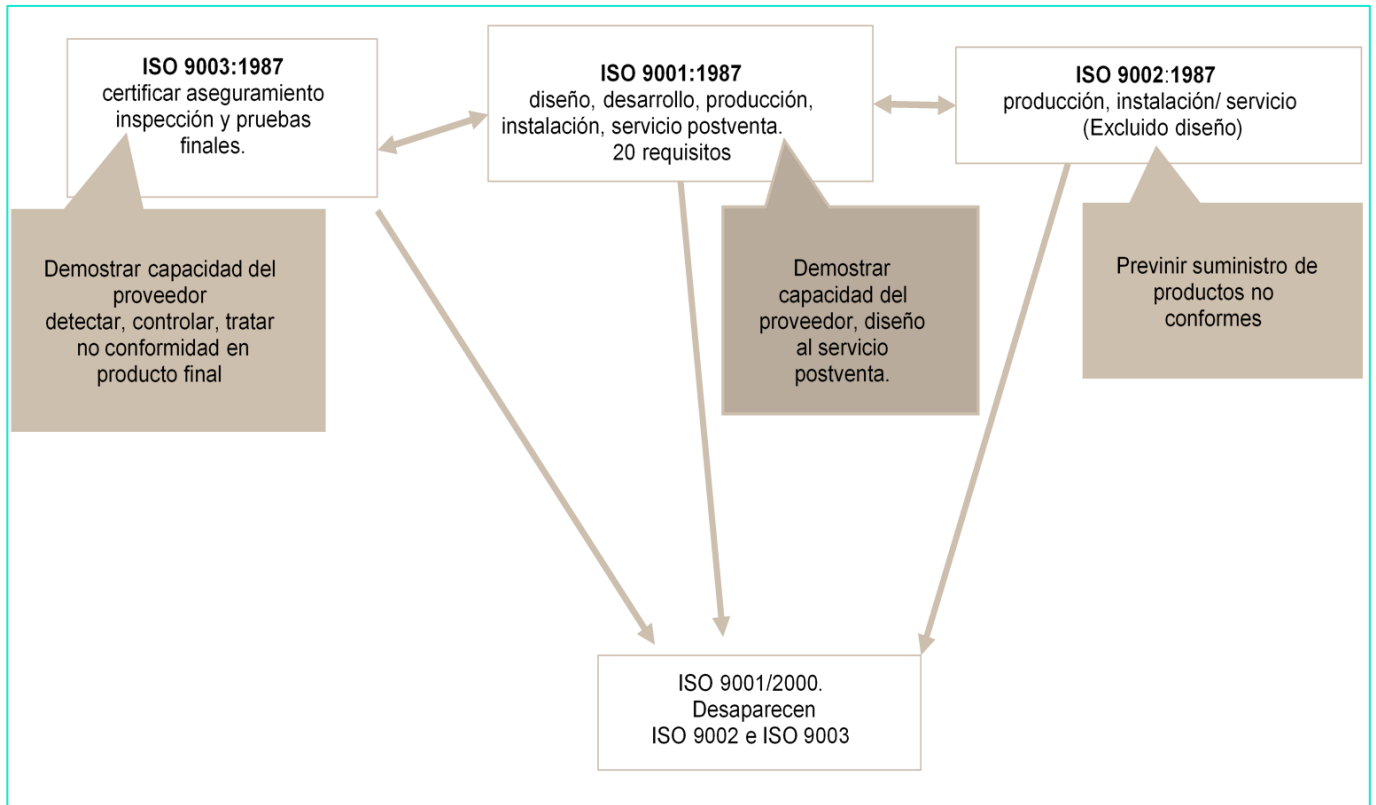 ISO 9003:1987
certificar aseguramiento
inspección y pruebas
finales.
ISO 9001:1987
diseño, desarrollo, producción,
instalación, servicio postventa.
20 requisitos
ISO 9002:1987
producción, instalación/ servicio
(Excluido diseño)
Demostrar capacidad del
proveedor
detectar, controlar, tratar
no conformidad en
producto final
Demostrar
capacidad del
proveedor, diseño
al servicio
postventa.
Previnir suministro de
productos no
conformes
ISO 9001/2000.
Desaparecen
ISO 9002 e ISO 9003